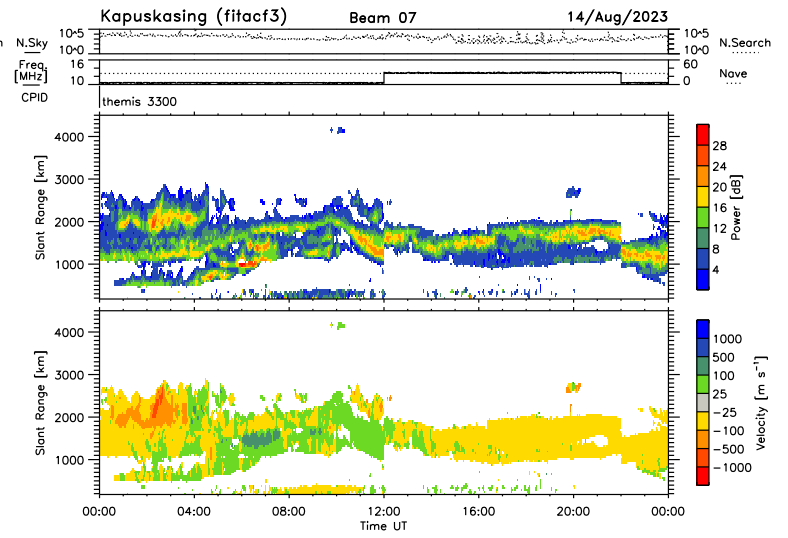 Kapuskasing (fitacf3) Beam 07 14/Aug/2023
n N.Sky 10^5 10^0 10^5 10^0 N.Search
Freq. [MHz] 16 10 60 0 Nave
CPID themis 3300
Slant Range [km] 4000 3000 2000 1000
Power [dB] 28 24 20 16 12 8 4
Slant Range [km] 4000 3000 2000 1000
Velocity [m s⁻¹] 1000 500 100 25 -25 -100 -500 -1000
00:00 04:00 08:00 12:00 16:00 20:00 00:00
Time UT